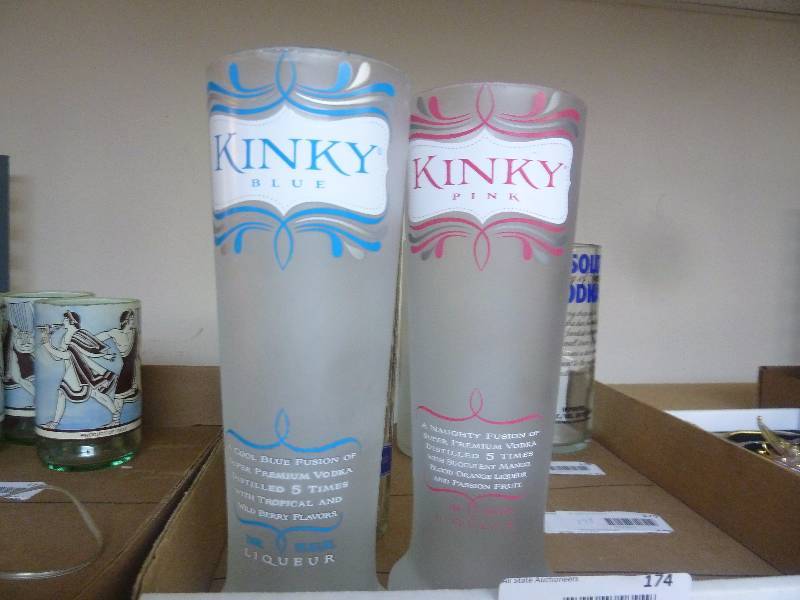 KINKY
BLUE
COOL BLUE FUSION OF
SUPER PREMIUM VODKA
DISTILLED 5 TIMES
WITH TROPICAL AND
WILD BERRY FLAVORS
LIQUEUR
KINKY
PINK
A NAUGHTY FUSION OF
SUPER PREMIUM VODKA
DISTILLED 5 TIMES
WITH SUCCULENT MANGO,
BLOOD ORANGE LIQUEUR
AND PASSION FRUIT.
SOLU
ODK
All State Auctioneers
174